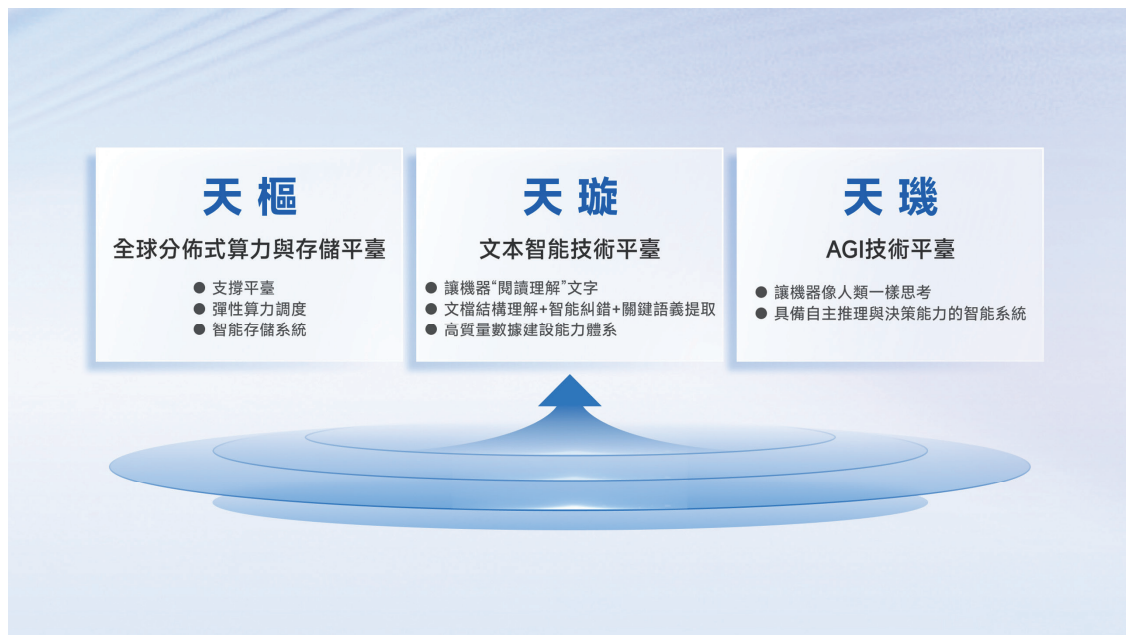 天樞
全球分佈式算力與存儲平臺
● 支撐平臺
● 彈性算力調度
● 智能存儲系統
天璇
文本智能技術平臺
● 讓機器“閱讀理解”文字
● 文檔結構理解+智能糾錯+關鍵語義提取
● 高質量數據建設能力體系
天璣
AGI技術平臺
● 讓機器像人類一樣思考
● 具備自主推理與決策能力的智能系統